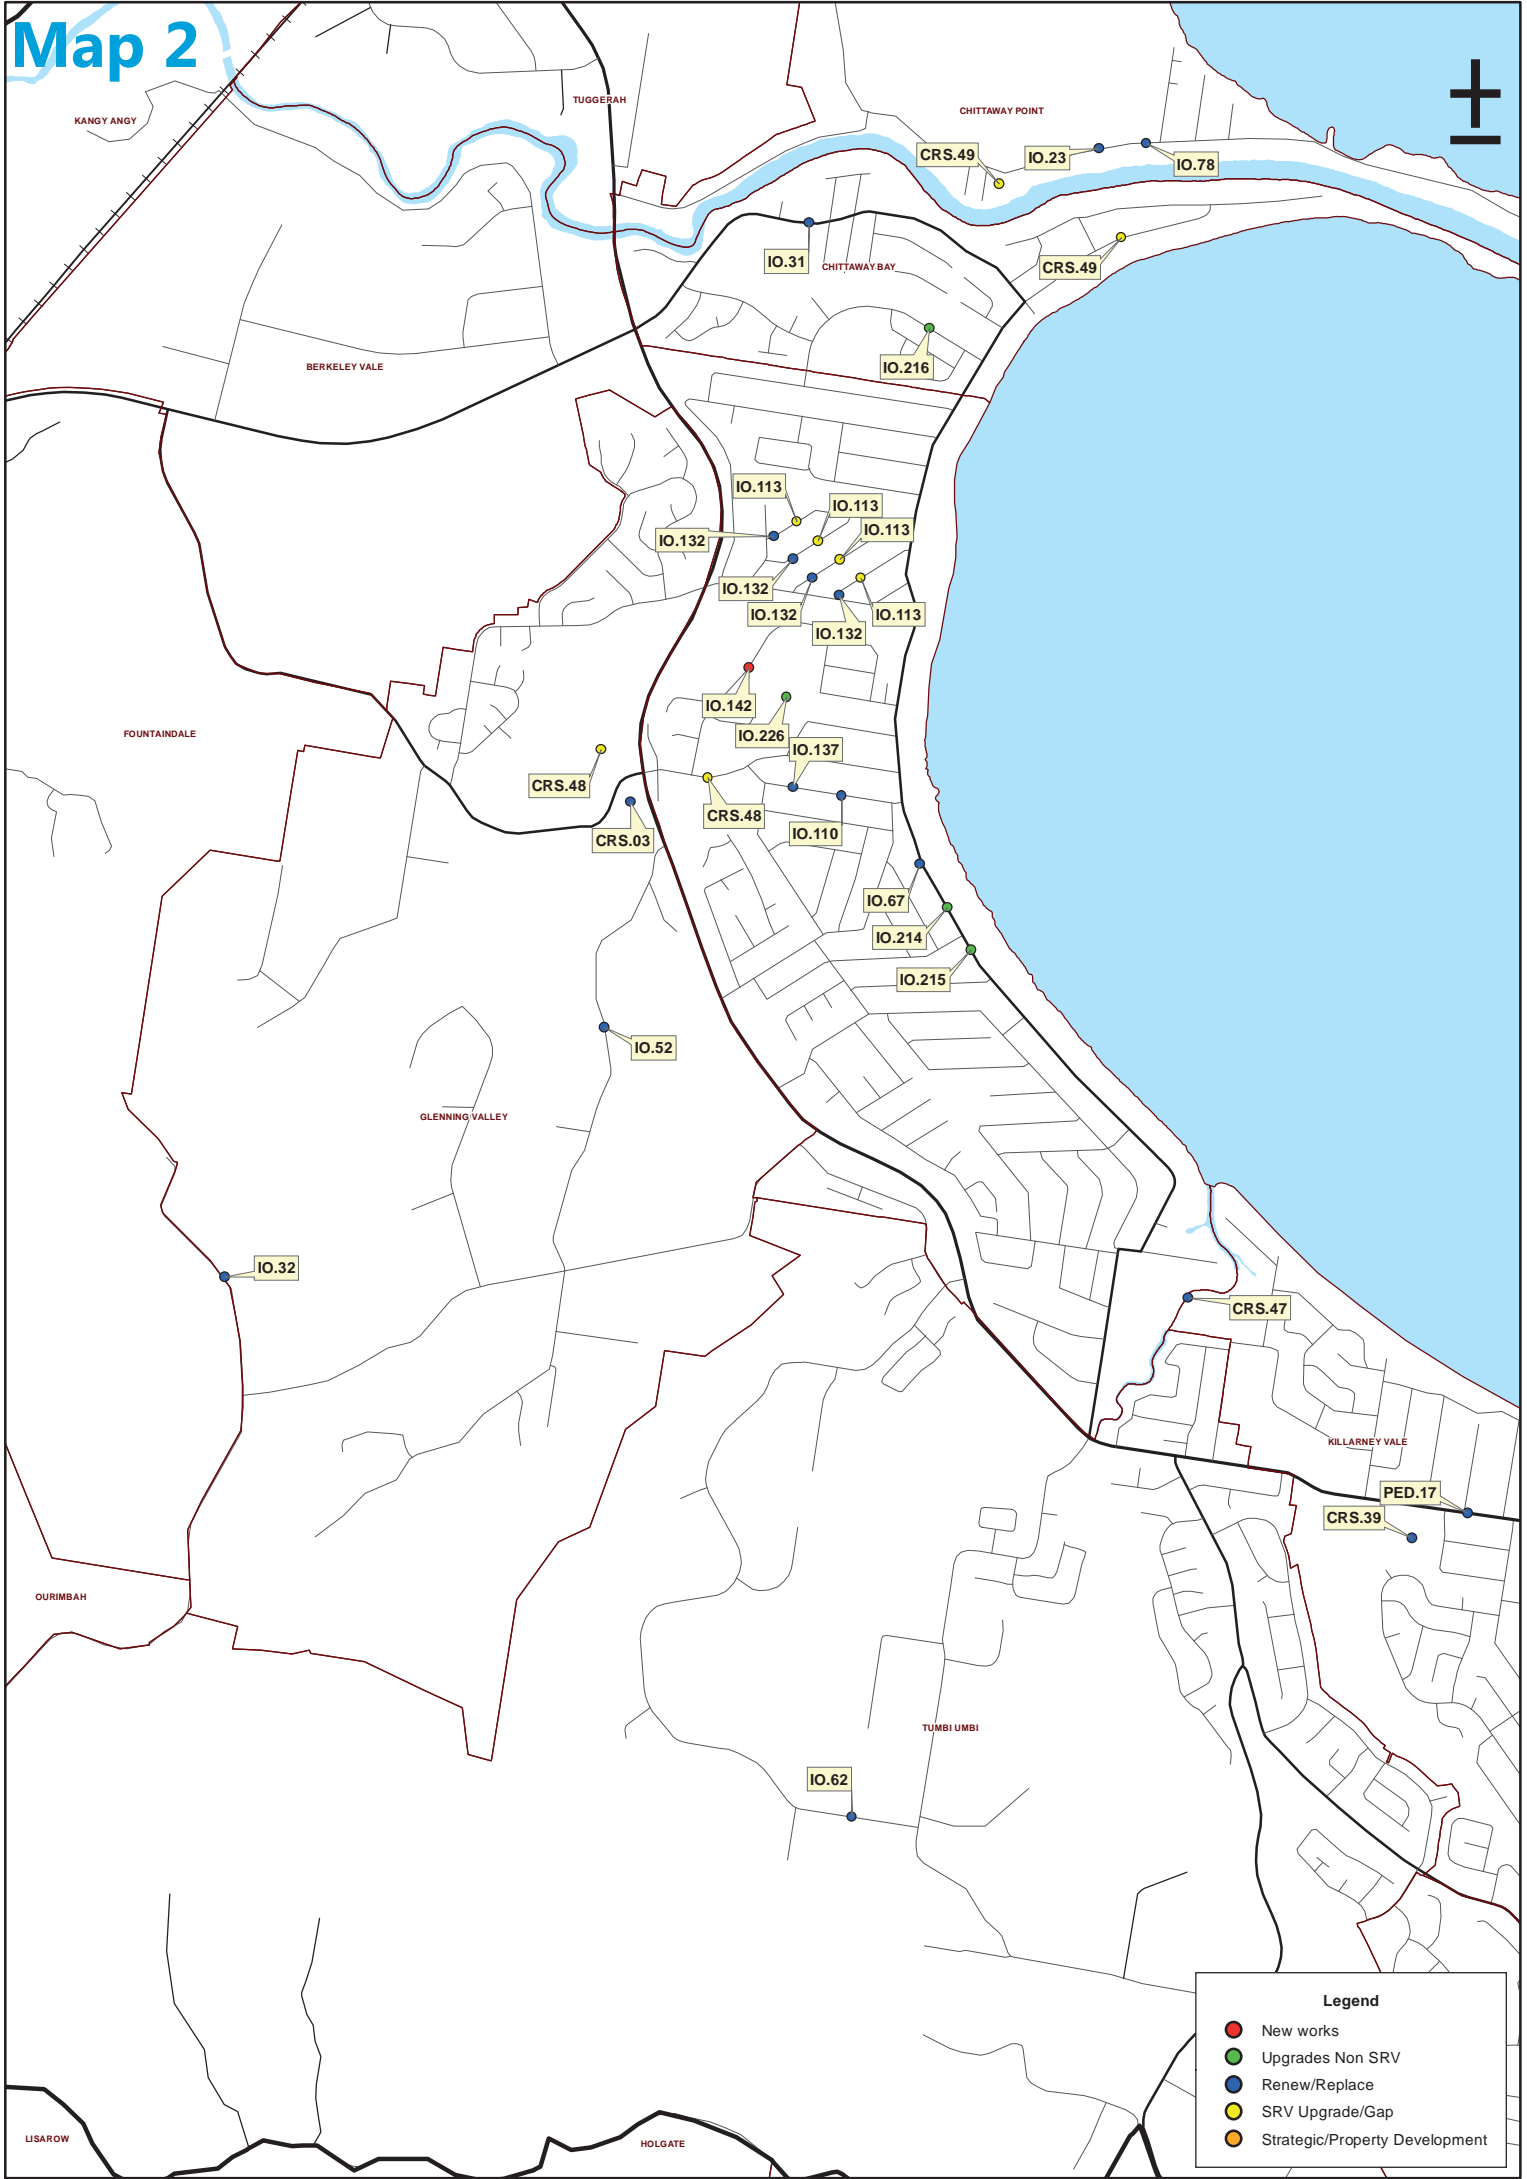 Map 2
TUGGERAH
KANGY ANGY
CHITTAWAY POINT
CRS.49
IO.23
IO.78
IO.31
CHITTAWAY BAY
CRS.49
BERKELEY VALE
IO.216
IO.113
IO.113
IO.113
IO.132
IO.132
IO.132
IO.113
IO.132
IO.142
FOUNTAINDALE
IO.226
IO.137
CRS.48
CRS.48
CRS.03
IO.110
IO.67
IO.214
IO.215
IO.52
GLENNING VALLEY
IO.32
CRS.47
KILLARNEY VALE
PED.17
CRS.39
OURIMBAH
TUMBI UMBI
IO.62
LISAROW
HOLGATE
Legend
New works
Upgrades Non SRV
Renew/Replace
SRV Upgrade/Gap
Strategic/Property Development